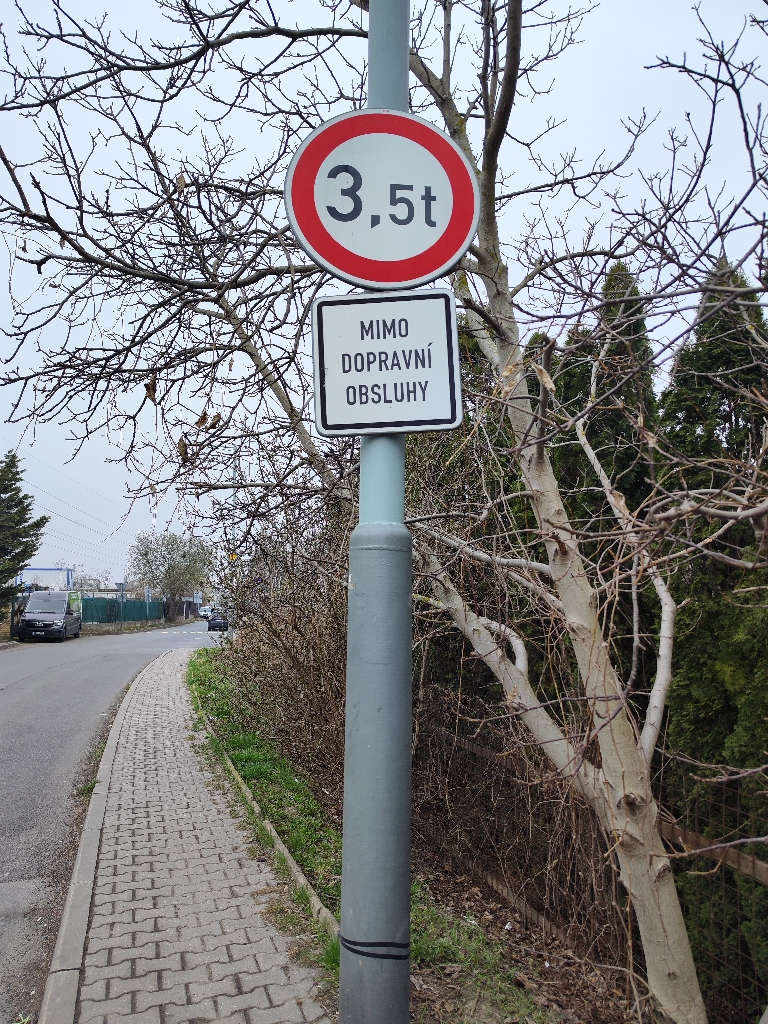 3,5t
MIMO
DOPRAVNÍ
OBSLUHY